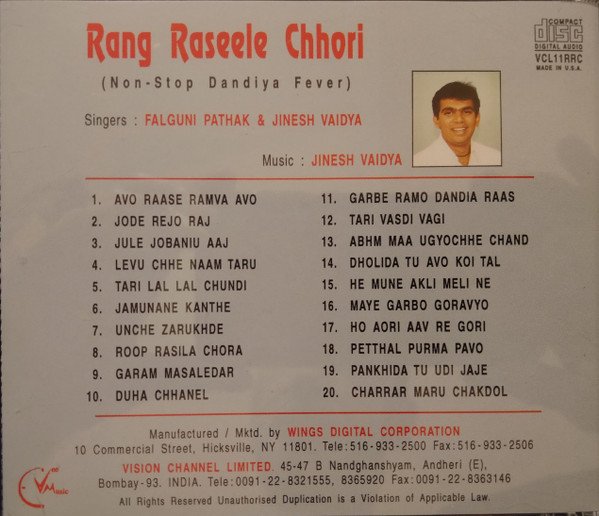 Rang Raseele Chhori
COMPACT
disc
DIGITAL AUDIO
VCL11RRC
MADE IN U.S.A.
(Non-Stop Dandiya Fever)
Singers : FALGUNI PATHAK & JINESH VAIDYA
Music : JINESH VAIDYA
1. AVO RAASE RAMVA AVO
2. JODE REJO RAJ
3. JULE JOBANIU AAJ
4. LEVU CHHE NAAM TARU
5. TARI LAL LAL CHUNDI
6. JAMUNANE KANTHE
7. UNCHE ZARUKHDE
8. ROOP RASILA CHORA
9. GARAM MASALEDAR
10. DUHA CHHANEL
11. GARBE RAMO DANDIA RAAS
12. TARI VASDI VAGI
13. ABHM MAA UGYOCHHE CHAND
14. DHOLIDA TU AVO KOI TAL
15. HE MUNE AKLI MELI NE
16. MAYE GARBO GORAVYO
17. HO AORI AAV RE GORI
18. PETTHAL PURMA PAVO
19. PANKHIDA TU UDI JAJE
20. CHARRAR MARU CHAKDOL
Manufactured / Mktd. by WINGS DIGITAL CORPORATION
10 Commercial Street, Hicksville, NY 11801. Tele:516-933-2500 Fax:516-933-2506
VISION CHANNEL LIMITED. 45-47 B Nandghanshyam, Andheri (E),
Bombay-93. INDIA. Tele:0091-22-8321555, 8365920 Fax:0091-22-8363146
All Rights Reserved Unauthorised Duplication is a Violation of Applicable Law.
Music